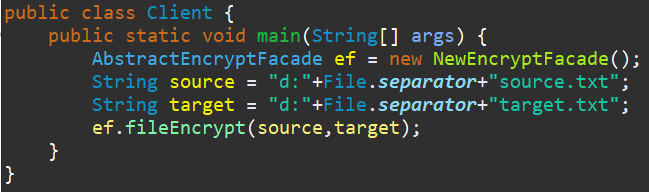 public class Client {
    public static void main(String[] args) {
        AbstractEncryptFacade ef = new NewEncryptFacade();
        String source = "d:"+File.separator+"source.txt";
        String target = "d:"+File.separator+"target.txt";
        ef.fileEncrypt(source,target);
    }
}